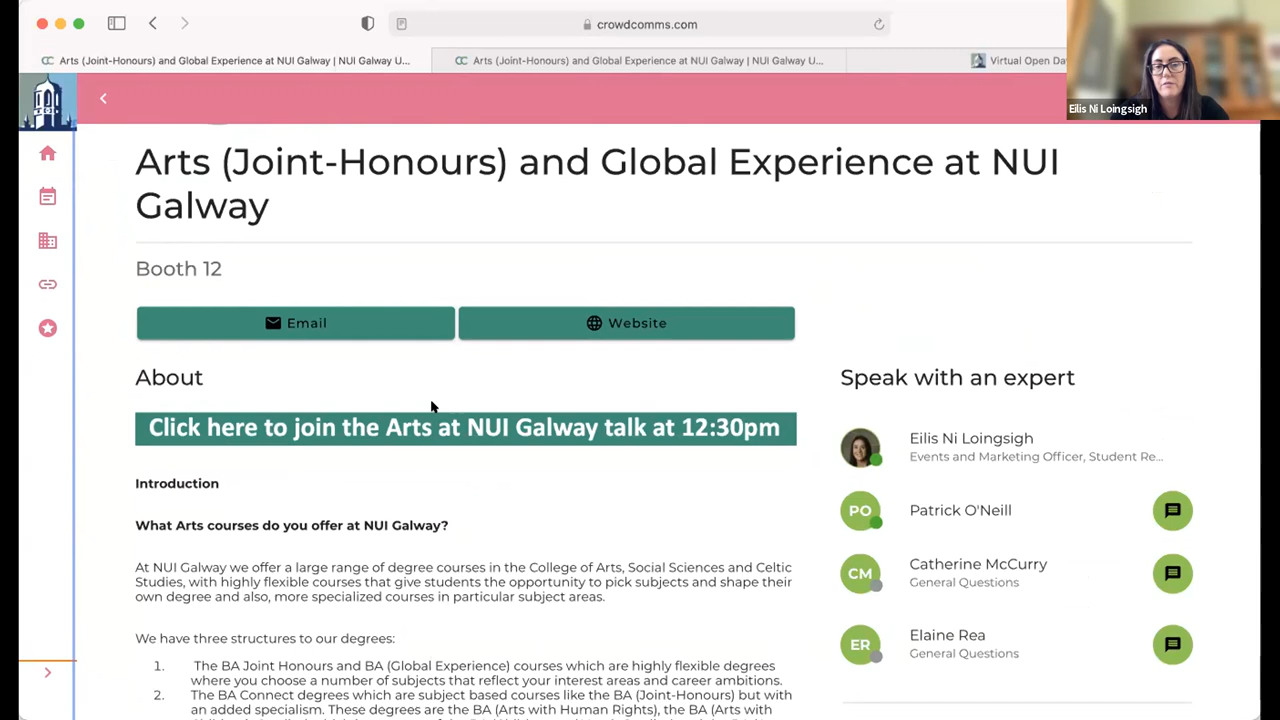 crowdcomms.com
Arts (Joint-Honours) and Global Experience at NUI Galway | NUI Galway U...
Arts (Joint-Honours) and Global Experience at NUI Galway | NUI Galway U...
Virtual Open Da
Eilis Ni Loingsigh
Arts (Joint-Honours) and Global Experience at NUI
Galway
Booth 12
Email
Website
About
Click here to join the Arts at NUI Galway talk at 12:30pm
Introduction
What Arts courses do you offer at NUI Galway?
At NUI Galway we offer a large range of degree courses in the College of Arts, Social Sciences and Celtic
Studies, with highly flexible courses that give students the opportunity to pick subjects and shape their
own degree and also, more specialized courses in particular subject areas.
We have three structures to our degrees:
1. The BA Joint Honours and BA (Global Experience) courses which are highly flexible degrees
where you choose a number of subjects that reflect your interest areas and career ambitions.
2. The BA Connect degrees which are subject based courses like the BA (Joint-Honours) but with
an added specialism. These degrees are the BA (Arts with Human Rights), the BA (Arts with
Speak with an expert
Eilis Ni Loingsigh
Events and Marketing Officer, Student Re...
PO
Patrick O'Neill
CM
Catherine McCurry
General Questions
ER
Elaine Rea
General Questions